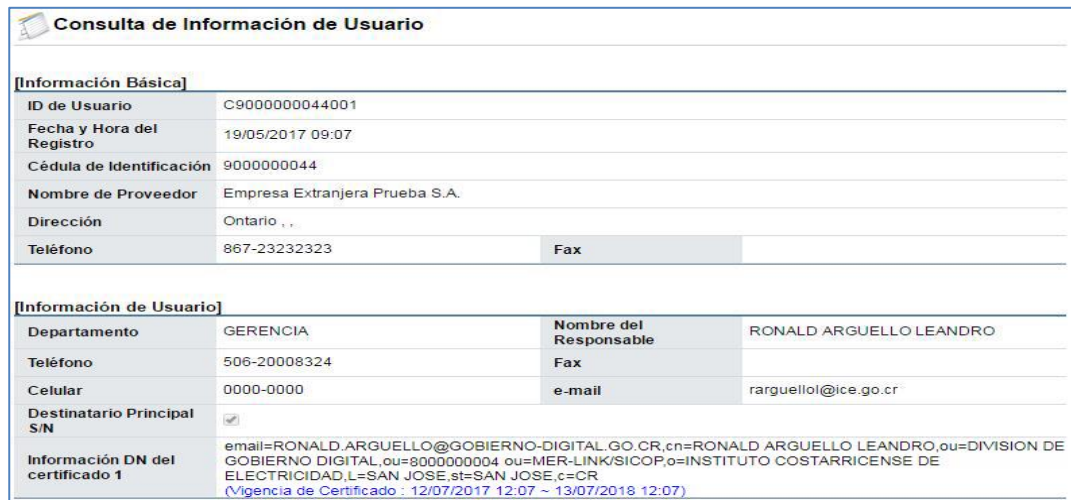 Consulta de Información de Usuario
[Información Básica]
ID de Usuario C9000000044001
Fecha y Hora del
Registro 19/05/2017 09:07
Cédula de Identificación 9000000044
Nombre de Proveedor Empresa Extranjera Prueba S.A.
Dirección Ontario , ,
Teléfono 867-23232323 Fax
[Información de Usuario]
Departamento GERENCIA Nombre del
Responsable RONALD ARGUELLO LEANDRO
Teléfono 506-20008324 Fax
Celular 0000-0000 e-mail rarguellol@ice.go.cr
Destinatario Principal
S/N
Información DN del
certificado 1
email=RONALD.ARGUELLO@GOBIERNO-DIGITAL.GO.CR,cn=RONALD ARGUELLO LEANDRO,ou=DIVISION DE
GOBIERNO DIGITAL,ou=8000000004 ou=MER-LINK/SICOP,o=INSTITUTO COSTARRICENSE DE
ELECTRICIDAD,L=SAN JOSE,st=SAN JOSE,c=CR
(Vigencia de Certificado : 12/07/2017 12:07 ~ 13/07/2018 12:07)